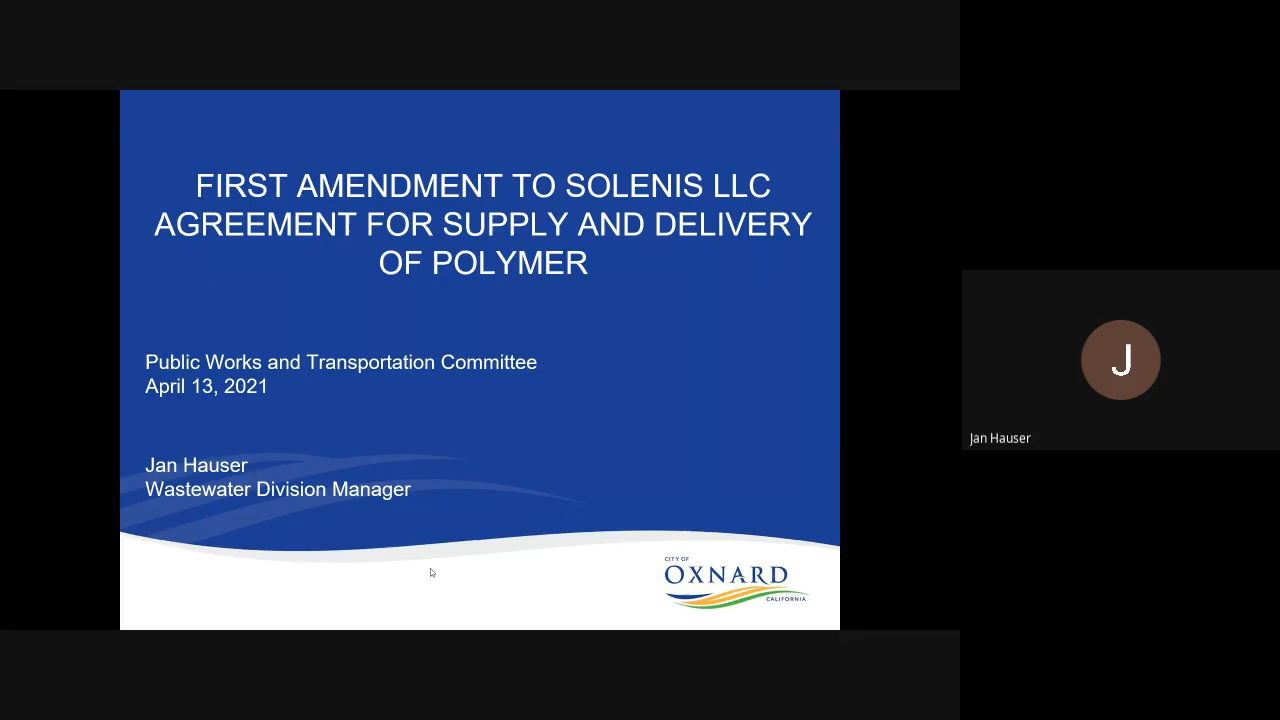 FIRST AMENDMENT TO SOLENIS LLC
AGREEMENT FOR SUPPLY AND DELIVERY
OF POLYMER
Public Works and Transportation Committee
April 13, 2021
Jan Hauser
Wastewater Division Manager
CITY OF
OXNARD
CALIFORNIA
J
Jan Hauser